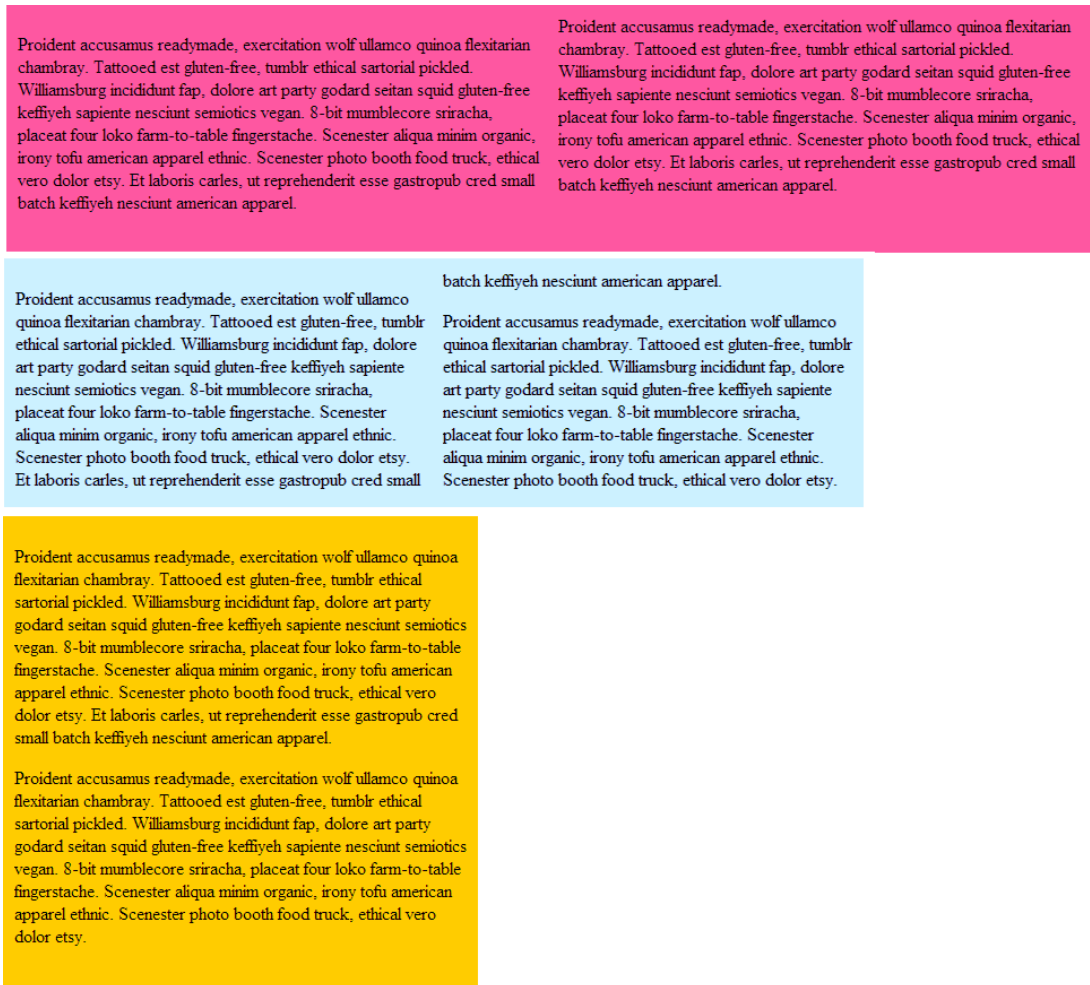 Proident accusamus readymade, exercitation wolf ullamco quinoa flexitarian
chambray. Tattooed est gluten-free, tumblr ethical sartorial pickled.
Williamsburg incididunt fap, dolore art party godard seitan squid gluten-free
keffiyeh sapiente nesciunt semiotics vegan. 8-bit mumblecore sriracha,
placeat four loko farm-to-table fingerstache. Scenester aliqua minim organic,
irony tofu american apparel ethnic. Scenester photo booth food truck, ethical
vero dolor etsy. Et laboris carles, ut reprehenderit esse gastropub cred small
batch keffiyeh nesciunt american apparel.
Proident accusamus readymade, exercitation wolf ullamco quinoa flexitarian
chambray. Tattooed est gluten-free, tumblr ethical sartorial pickled.
Williamsburg incididunt fap, dolore art party godard seitan squid gluten-free
keffiyeh sapiente nesciunt semiotics vegan. 8-bit mumblecore sriracha,
placeat four loko farm-to-table fingerstache. Scenester aliqua minim organic,
irony tofu american apparel ethnic. Scenester photo booth food truck, ethical
vero dolor etsy. Et laboris carles, ut reprehenderit esse gastropub cred small
batch keffiyeh nesciunt american apparel.
Proident accusamus readymade, exercitation wolf ullamco
quinoa flexitarian chambray. Tattooed est gluten-free, tumblr
ethical sartorial pickled. Williamsburg incididunt fap, dolore
art party godard seitan squid gluten-free keffiyeh sapiente
nesciunt semiotics vegan. 8-bit mumblecore sriracha,
placeat four loko farm-to-table fingerstache. Scenester
aliqua minim organic, irony tofu american apparel ethnic.
Scenester photo booth food truck, ethical vero dolor etsy.
Et laboris carles, ut reprehenderit esse gastropub cred small
batch keffiyeh nesciunt american apparel.
Proident accusamus readymade, exercitation wolf ullamco
quinoa flexitarian chambray. Tattooed est gluten-free, tumblr
ethical sartorial pickled. Williamsburg incididunt fap, dolore
art party godard seitan squid gluten-free keffiyeh sapiente
nesciunt semiotics vegan. 8-bit mumblecore sriracha,
placeat four loko farm-to-table fingerstache. Scenester
aliqua minim organic, irony tofu american apparel ethnic.
Scenester photo booth food truck, ethical vero dolor etsy.
Proident accusamus readymade, exercitation wolf ullamco quinoa
flexitarian chambray. Tattooed est gluten-free, tumblr ethical
sartorial pickled. Williamsburg incididunt fap, dolore art party
godard seitan squid gluten-free keffiyeh sapiente nesciunt semiotics
vegan. 8-bit mumblecore sriracha, placeat four loko farm-to-table
fingerstache. Scenester aliqua minim organic, irony tofu american
apparel ethnic. Scenester photo booth food truck, ethical vero
dolor etsy. Et laboris carles, ut reprehenderit esse gastropub cred
small batch keffiyeh nesciunt american apparel.
Proident accusamus readymade, exercitation wolf ullamco quinoa
flexitarian chambray. Tattooed est gluten-free, tumblr ethical
sartorial pickled. Williamsburg incididunt fap, dolore art party
godard seitan squid gluten-free keffiyeh sapiente nesciunt semiotics
vegan. 8-bit mumblecore sriracha, placeat four loko farm-to-table
fingerstache. Scenester aliqua minim organic, irony tofu american
apparel ethnic. Scenester photo booth food truck, ethical vero
dolor etsy.